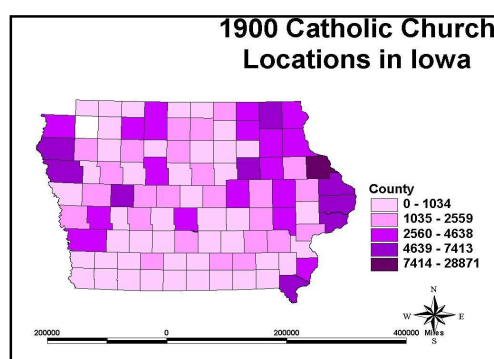 1900 Catholic Church
Locations in Iowa
County
0 - 1034
1035 - 2559
2560 - 4638
4639 - 7413
7414 - 28871
N
W E
S
200000 0 200000 400000 Miles